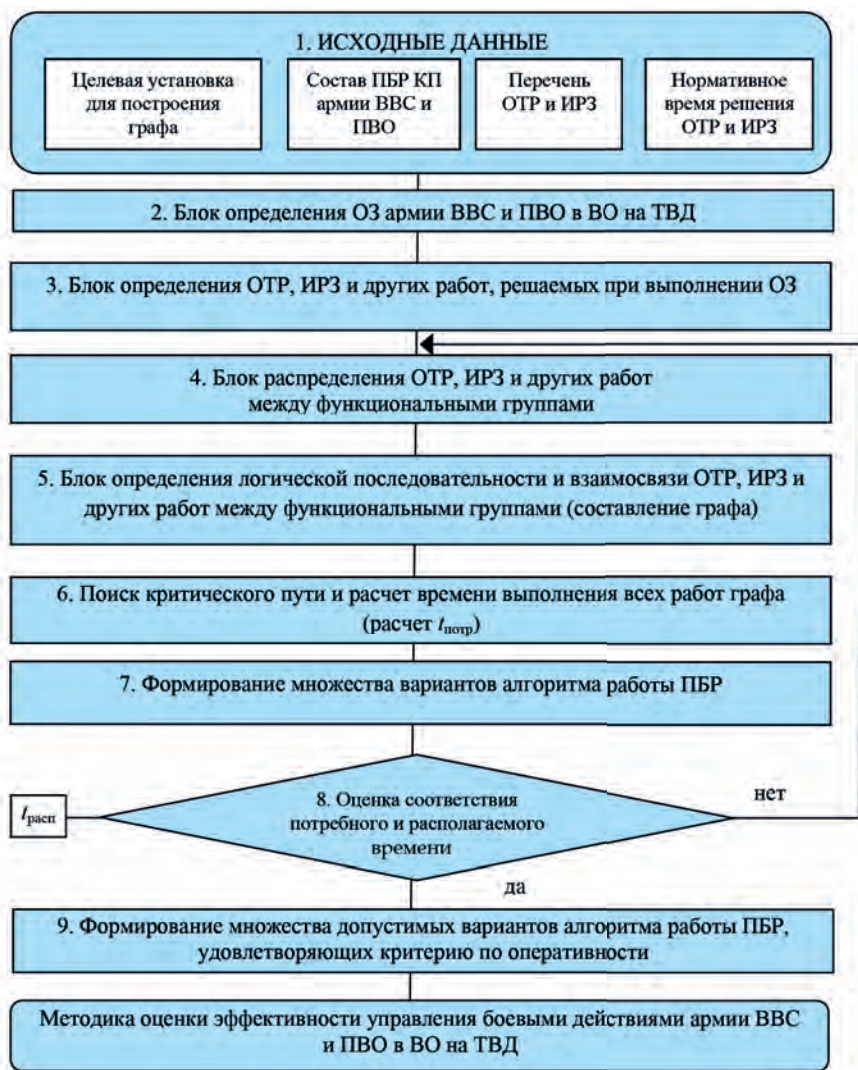 1. ИСХОДНЫЕ ДАННЫЕ
Целевая установка
для построения
графа
Состав ПБР КП
армии ВВС и
ПВО
Перечень
ОТР и ИРЗ
Нормативное
время решения
ОТР и ИРЗ
2. Блок определения ОЗ армии ВВС и ПВО в ВО на ТВД
3. Блок определения ОТР, ИРЗ и других работ, решаемых при выполнении ОЗ
4. Блок распределения ОТР, ИРЗ и других работ
между функциональными группами
5. Блок определения логической последовательности и взаимосвязи ОТР, ИРЗ и
других работ между функциональными группами (составление графа)
6. Поиск критического пути и расчет времени выполнения всех работ графа
(расчет tпотр)
7. Формирование множества вариантов алгоритма работы ПБР
tрасп
8. Оценка соответствия
потребного и располагаемого
времени
нет
да
9. Формирование множества допустимых вариантов алгоритма работы ПБР,
удовлетворяющих критерию по оперативности
Методика оценки эффективности управления боевыми действиями армии ВВС
и ПВО в ВО на ТВД